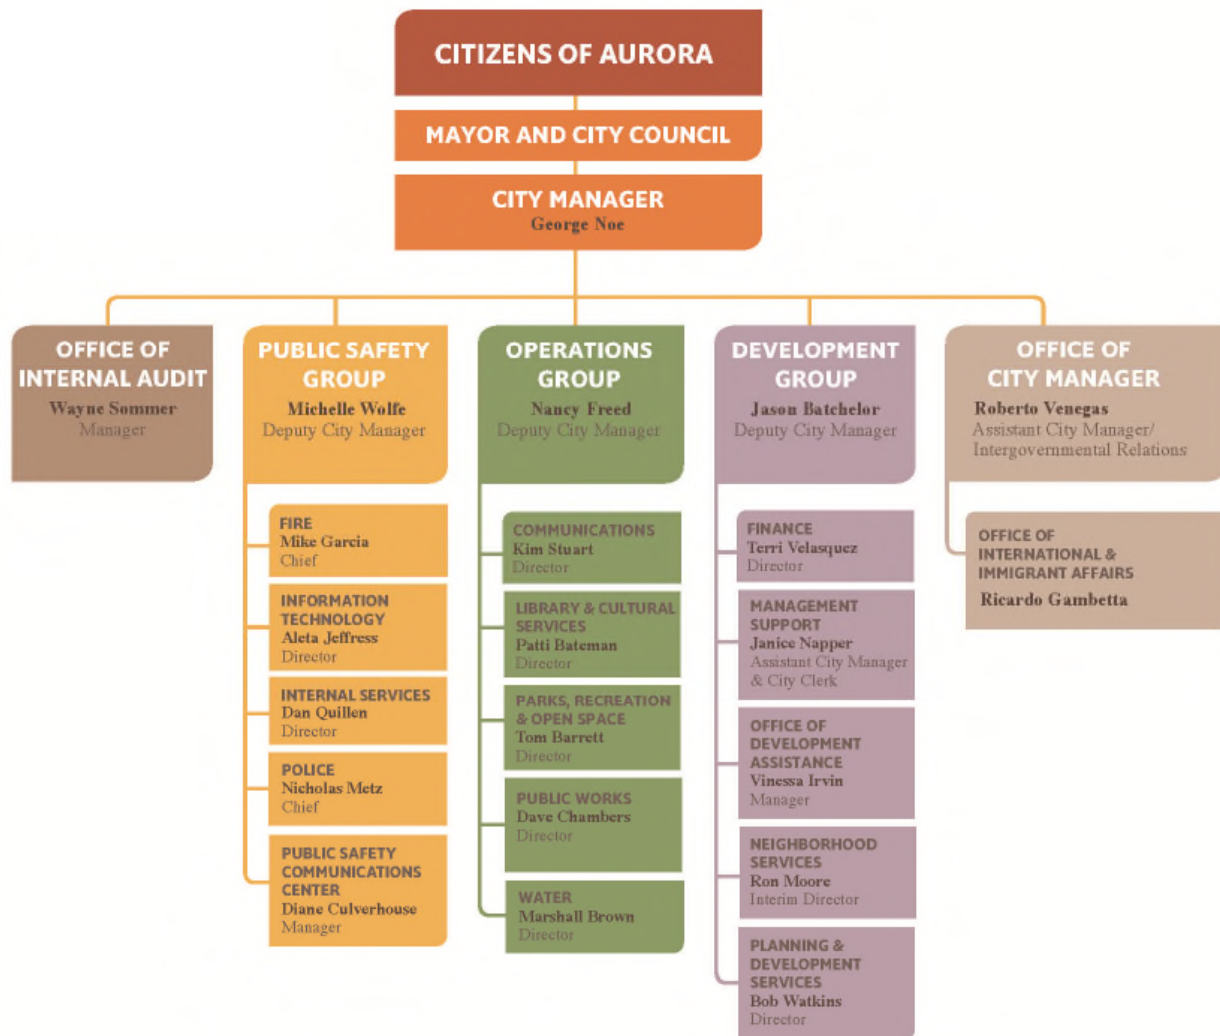 CITIZENS OF AURORA
MAYOR AND CITY COUNCIL
CITY MANAGER
George Noe
OFFICE OF
INTERNAL AUDIT
Wayne Sommer
Manager
PUBLIC SAFETY
GROUP
Michelle Wolfe
Deputy City Manager
FIRE
Mike Garcia
Chief
INFORMATION
TECHNOLOGY
Aleta Jeffress
Director
INTERNAL SERVICES
Dan Quillen
Director
POLICE
Nicholas Metz
Chief
PUBLIC SAFETY
COMMUNICATIONS
CENTER
Diane Culverhouse
Manager
OPERATIONS
GROUP
Nancy Freed
Deputy City Manager
COMMUNICATIONS
Kim Stuart
Director
LIBRARY & CULTURAL
SERVICES
Patti Bateman
Director
PARKS, RECREATION
& OPEN SPACE
Tom Barrett
Director
PUBLIC WORKS
Dave Chambers
Director
WATER
Marshall Brown
Director
DEVELOPMENT
GROUP
Jason Batchelor
Deputy City Manager
FINANCE
Terri Velasquez
Director
MANAGEMENT
SUPPORT
Janice Napper
Assistant City Manager
& City Clerk
OFFICE OF
DEVELOPMENT
ASSISTANCE
Vinessa Irvin
Manager
NEIGHBORHOOD
SERVICES
Ron Moore
Interim Director
PLANNING &
DEVELOPMENT
SERVICES
Bob Watkins
Director
OFFICE OF
CITY MANAGER
Roberto Venegas
Assistant City Manager/
Intergovernmental Relations
OFFICE OF
INTERNATIONAL &
IMMIGRANT AFFAIRS
Ricardo Gambetta